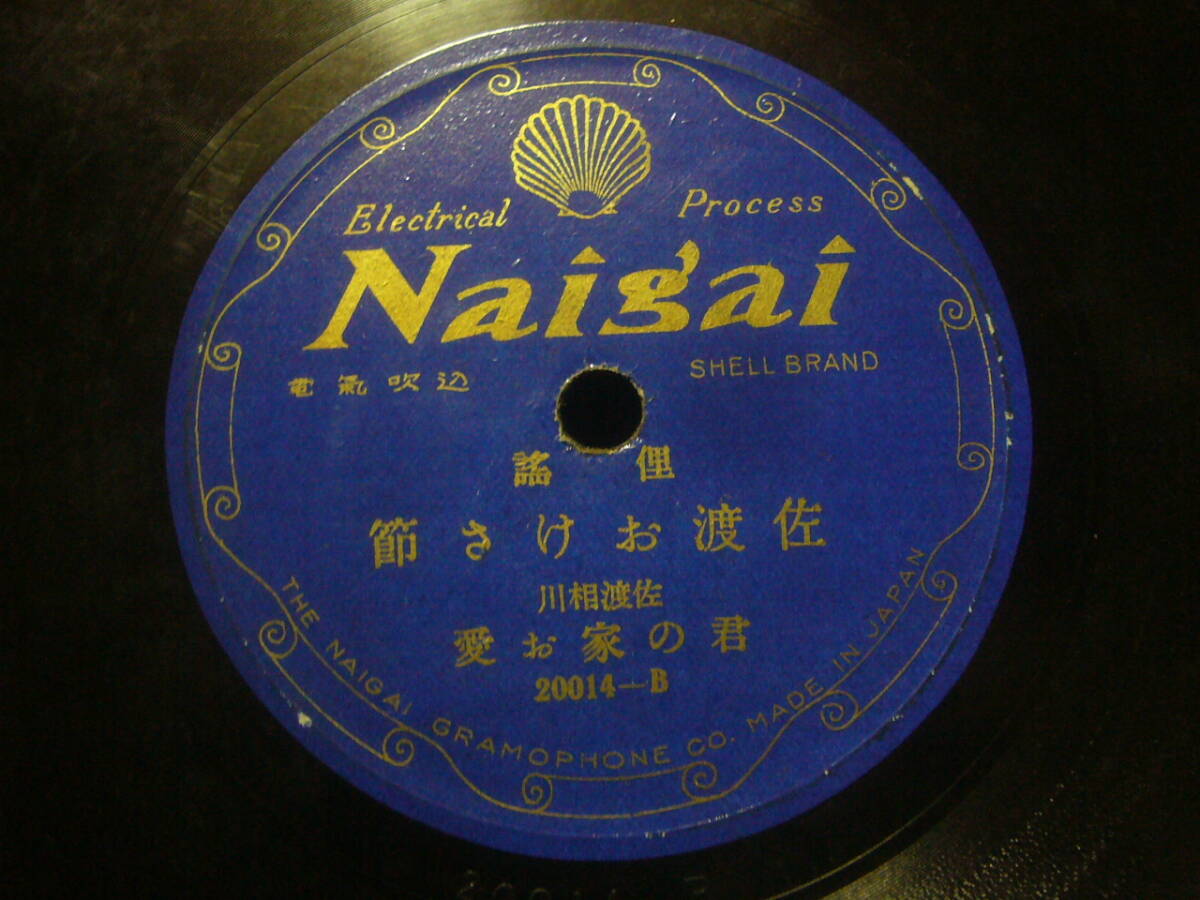 Electrical Process
Naigai
電氣吹込
SHELL BRAND
謠俚
節さけお渡佐
川相渡佐
愛お家の君
20014-B
THE NAIGAI GRAMOPHONE CO. MADE IN JAPAN